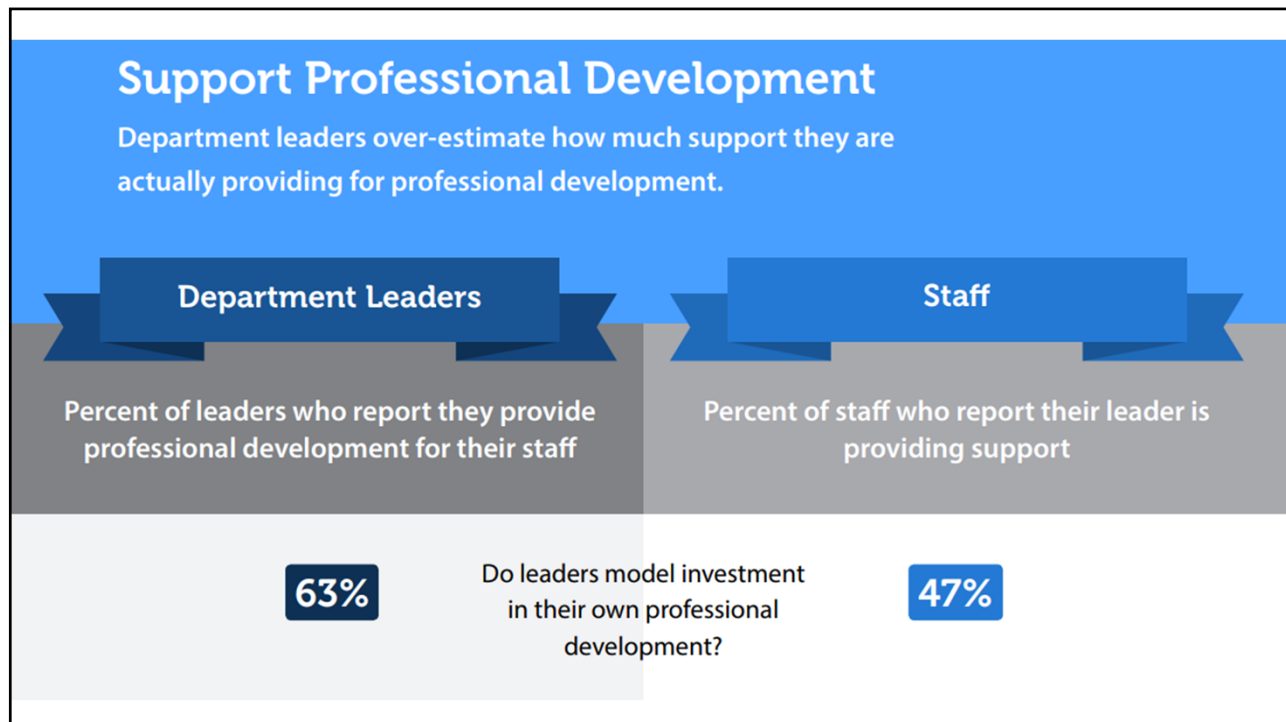 Support Professional Development
Department leaders over-estimate how much support they are
actually providing for professional development.
Department Leaders
Staff
Percent of leaders who report they provide
professional development for their staff
Percent of staff who report their leader is
providing support
63%
Do leaders model investment
in their own professional
development?
47%